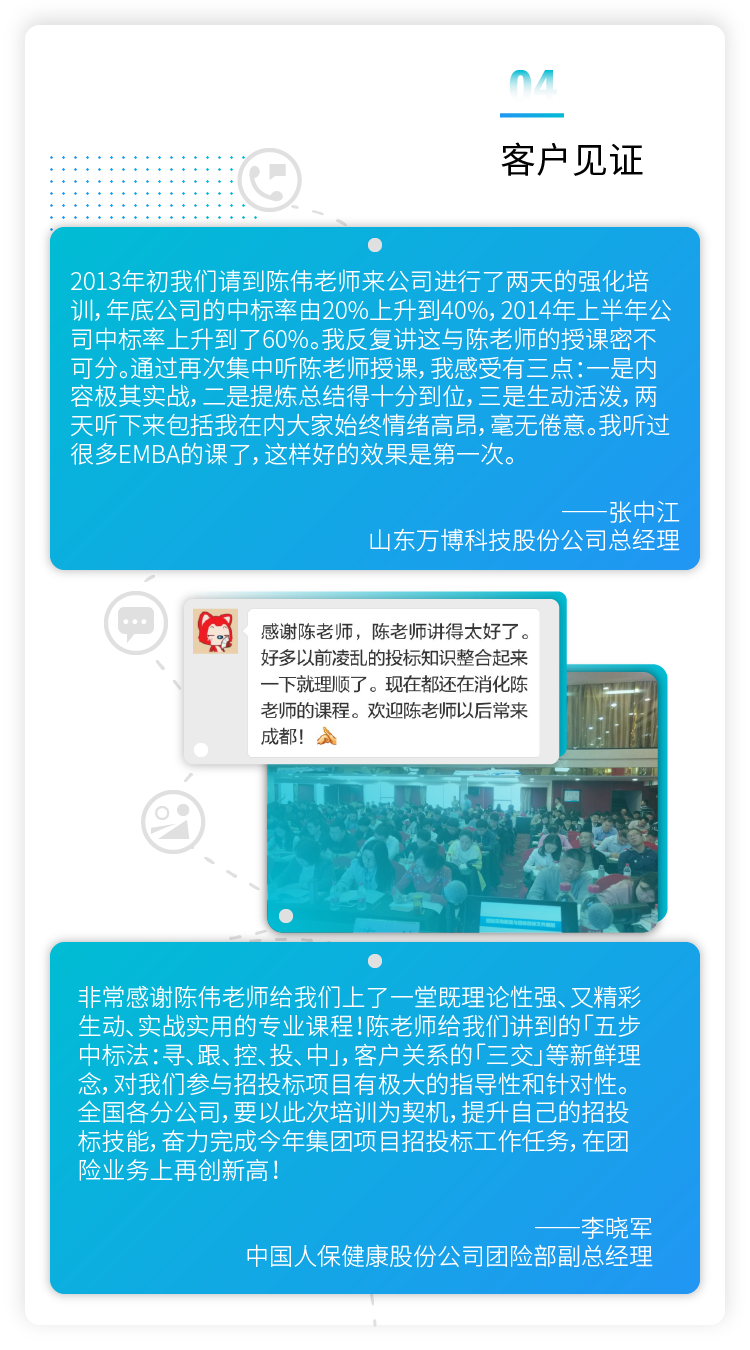 04
客户见证
2013年初我们请到陈伟老师来公司进行了两天的强化培
训，年底公司的中标率由20%上升到40%，2014年上半年公
司中标率上升到了60%。我反复讲这与陈老师的授课密不
可分。通过再次集中听陈老师授课，我感受有三点：一是内
容极其实战，二是提炼总结得十分到位，三是生动活泼，两
天听下来包括我在内大家始终情绪高昂，毫无倦意。我听过
很多EMBA的课了，这样好的效果是第一次。
——张中江
山东万博科技股份公司总经理
感谢陈老师，陈老师讲得太好了。
好多以前凌乱的投标知识整合起来
一下就理顺了。现在都还在消化陈
老师的课程。欢迎陈老师以后常来
成都！
非常感谢陈伟老师给我们上了一堂既理论性强、又精彩
生动、实战实用的专业课程！陈老师给我们讲到的「五步
中标法：寻、跟、控、投、中」，客户关系的「三交」等新鲜理
念，对我们参与招投标项目有极大的指导性和针对性。
全国各分公司，要以此次培训为契机，提升自己的招投
标技能，奋力完成今年集团项目招投标工作任务，在团
险业务上再创新高！
——李晓军
中国人保健康股份公司团险部副总经理